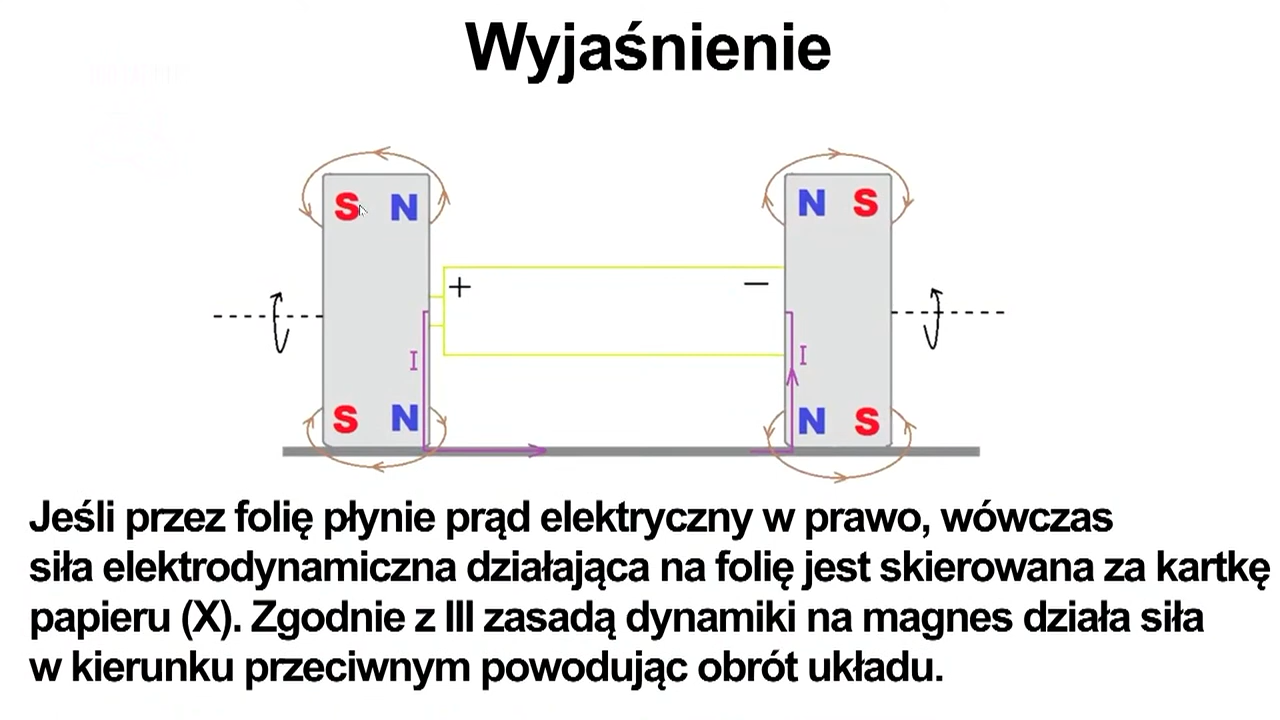 Wyjaśnienie
S N N S
+ −
I I
S N N S
Jeśli przez folię płynie prąd elektryczny w prawo, wówczas
siła elektrodynamiczna działająca na folię jest skierowana za kartkę
papieru (X). Zgodnie z III zasadą dynamiki na magnes działa siła
w kierunku przeciwnym powodując obrót układu.